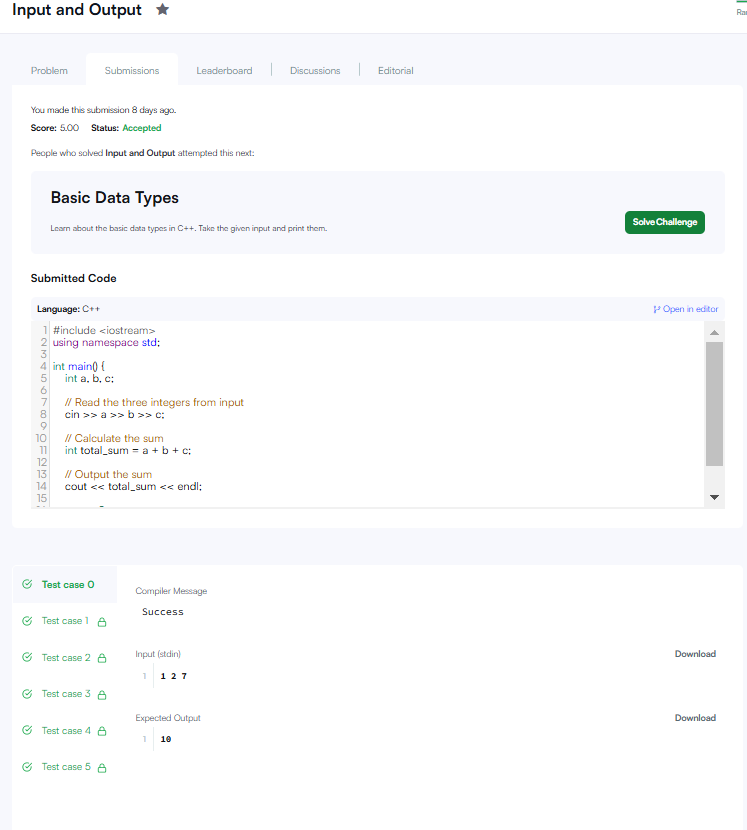 Input and Output
Problem
Submissions
Leaderboard
Discussions
Editorial
You made this submission 8 days ago.
Score: 5.00 Status: Accepted
People who solved Input and Output attempted this next:
Basic Data Types
Learn about the basic data types in C++. Take the given input and print them.
Solve Challenge
Submitted Code
Language: C++
Open in editor
1 #include <iostream>
2 using namespace std;
3
4 int main() {
5 int a, b, c;
6
7 // Read the three integers from input
8 cin >> a >> b >> c;
9
10 // Calculate the sum
11 int total_sum = a + b + c;
12
13 // Output the sum
14 cout << total_sum << endl;
15
Test case 0
Test case 1
Test case 2
Test case 3
Test case 4
Test case 5
Compiler Message
Success
Input (stdin)
Download
1 1 2 7
Expected Output
Download
1 10